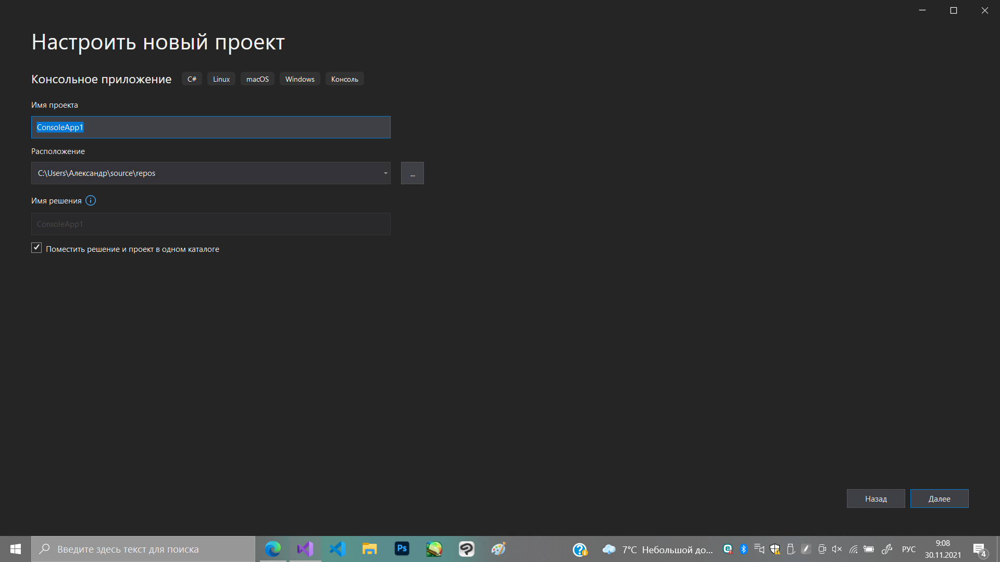 Настроить новый проект
Консольное приложение C# Linux macOS Windows Консоль
Имя проекта
ConsoleApp1
Расположение
C:\Users\Александр\source\repos
...
Имя решения
ConsoleApp1
Поместить решение и проект в одном каталоге
Назад Далее
Введите здесь текст для поиска
Ps
7°C Небольшой до...
РУС
9:08
30.11.2021
4